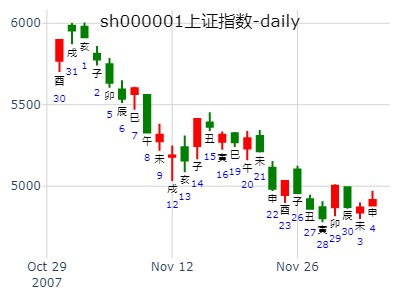 sh000001上证指数-daily
6000
5500
5000
酉
30
戌
31
亥
1
子
2
卯
5
辰
6
巳
7
午
8
未
9
戌
12
亥
13
子
14
丑
15
寅
16
巳
19
午
20
未
21
申
22
酉
23
子
26
丑
27
寅
28
卯
29
辰
30
未
3
申
4
Oct 29
2007
Nov 12
Nov 26